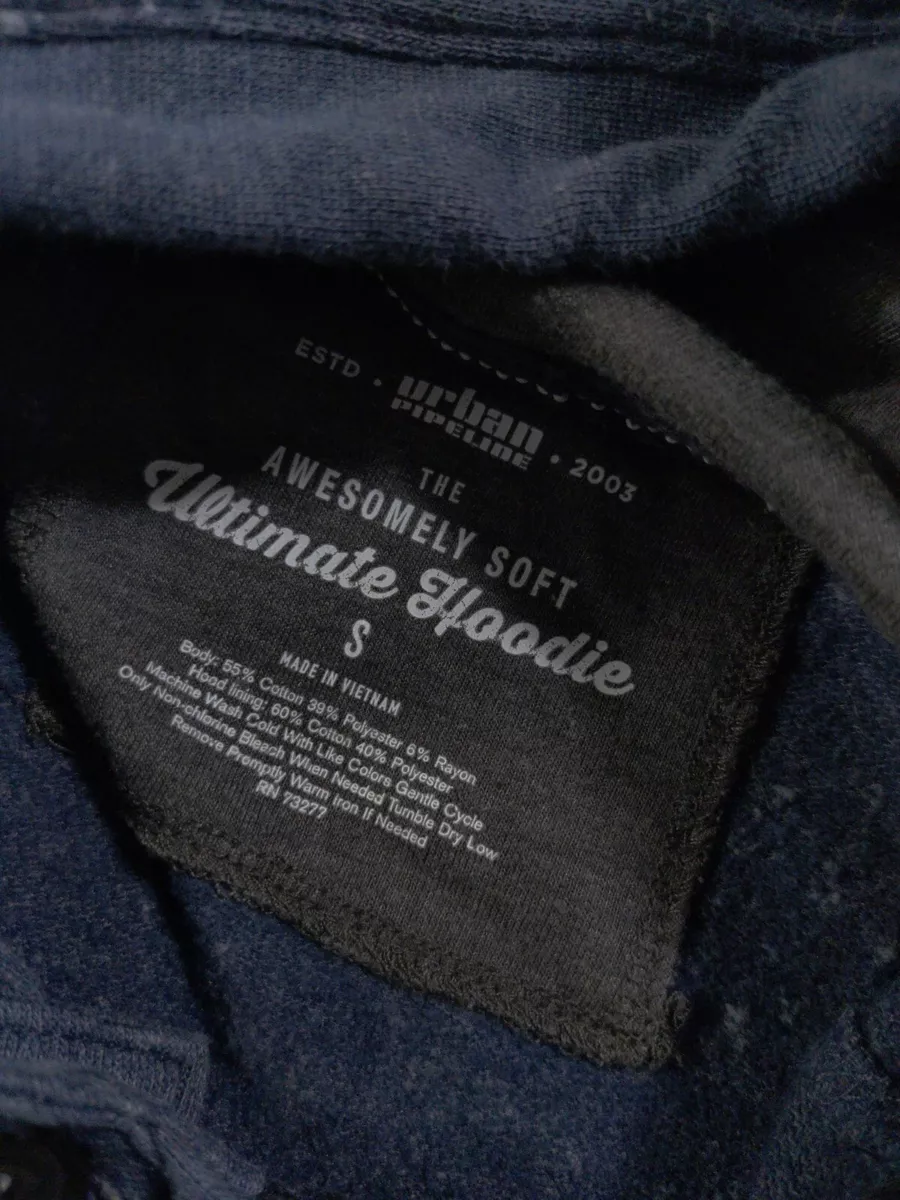 ESTD • urban • 2003
PIPELINE
THE
AWESOMELY SOFT
Ultimate Hoodie
S
MADE IN VIETNAM
Body: 55% Cotton 39% Polyester 6% Rayon
Hood lining: 60% Cotton 40% Polyester
Machine Wash Cold With Like Colors Gentle Cycle
Only Non-chlorine Bleach When Needed Tumble Dry Low
Remove Promptly Warm Iron If Needed
RN 73277